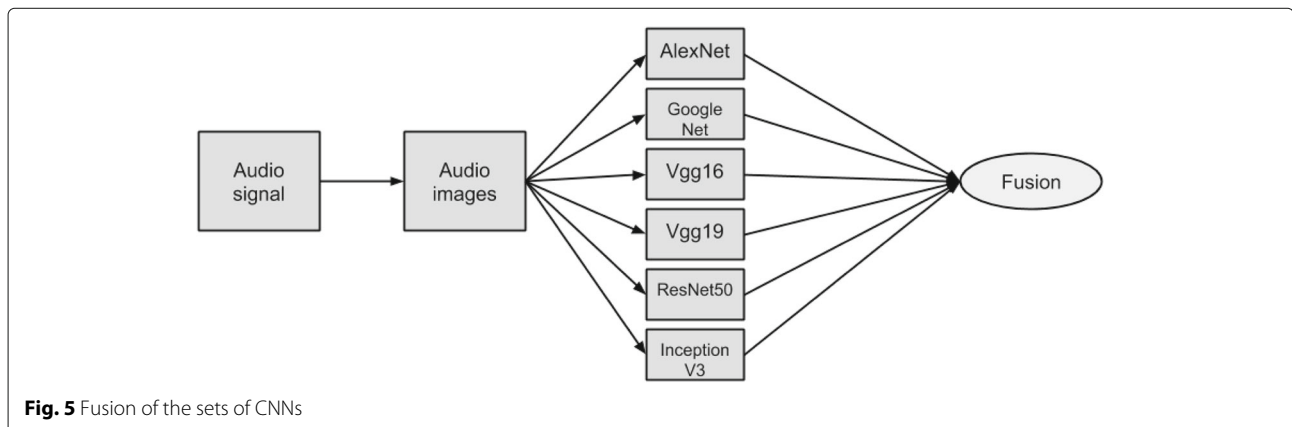 Audio
signal
Audio
images
AlexNet
Google
Net
Vgg16
Vgg19
ResNet50
Inception
V3
Fusion
Fig. 5 Fusion of the sets of CNNs